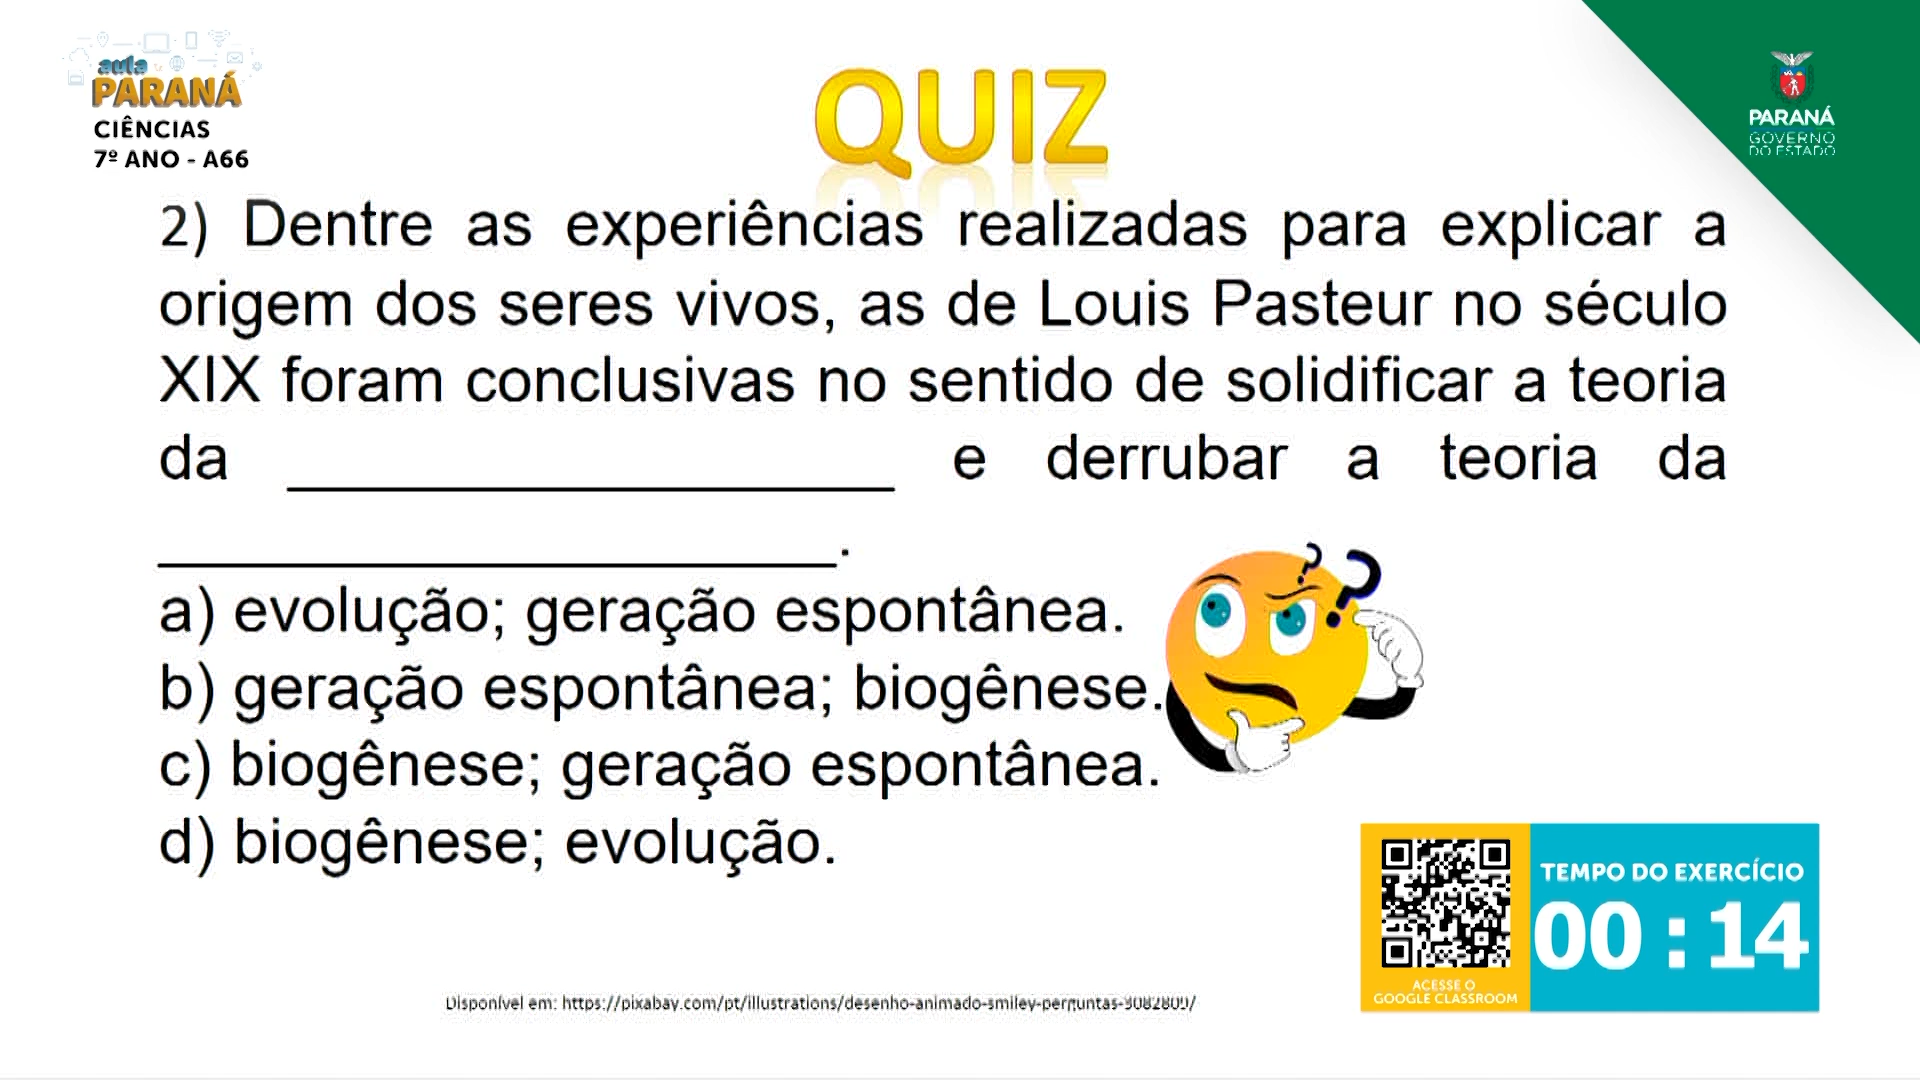 aula
PARANÁ
CIÊNCIAS
7º ANO - A66
QUIZ
PARANÁ
GOVERNO
DO ESTADO
2) Dentre as experiências realizadas para explicar a
origem dos seres vivos, as de Louis Pasteur no século
XIX foram conclusivas no sentido de solidificar a teoria
da ____________________ e derrubar a teoria da
______________________.
a) evolução; geração espontânea.
b) geração espontânea; biogênese.
c) biogênese; geração espontânea.
d) biogênese; evolução.
TEMPO DO EXERCÍCIO
00 : 14
ACESSE O
GOOGLE CLASSROOM
Disponível em: https://pixabay.com/pt/illustrations/desenho-animado-smiley-perguntas-3082809/